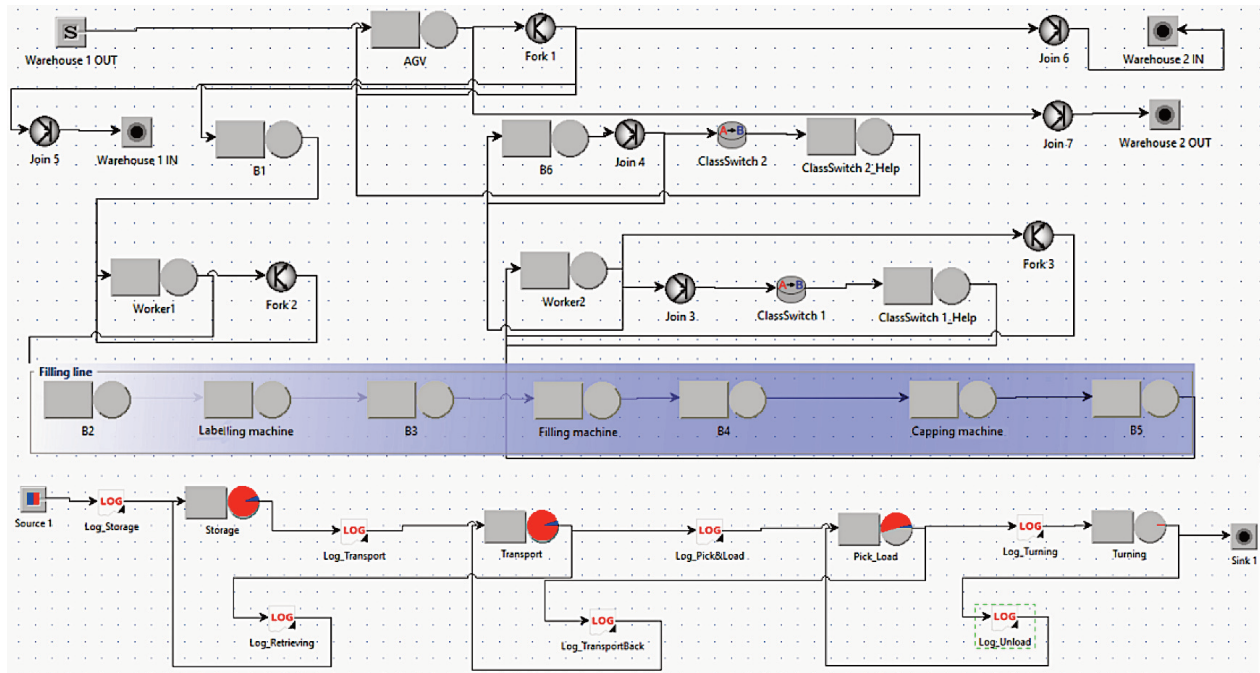 S
Warehouse 1 OUT
AGV
Fork 1
Join 6
Warehouse 2 IN
Join 5
Warehouse 1 IN
B1
B6
Join 4
A→B
ClassSwitch 2
ClassSwitch 2_Help
Join 7
Warehouse 2 OUT
Worker1
Fork 2
Worker2
Join 3
A→B
ClassSwitch 1
ClassSwitch 1_Help
Fork 3
Filling line
B2
Labelling machine
B3
Filling machine
B4
Capping machine
B5
Source 1
LOG
Log_Storage
Storage
LOG
Log_Transport
Transport
LOG
Log_Pick&Load
Pick_Load
LOG
Log_Turning
Turning
Sink 1
LOG
Log_Retrieving
LOG
Log_TransportBack
LOG
Log_Unload